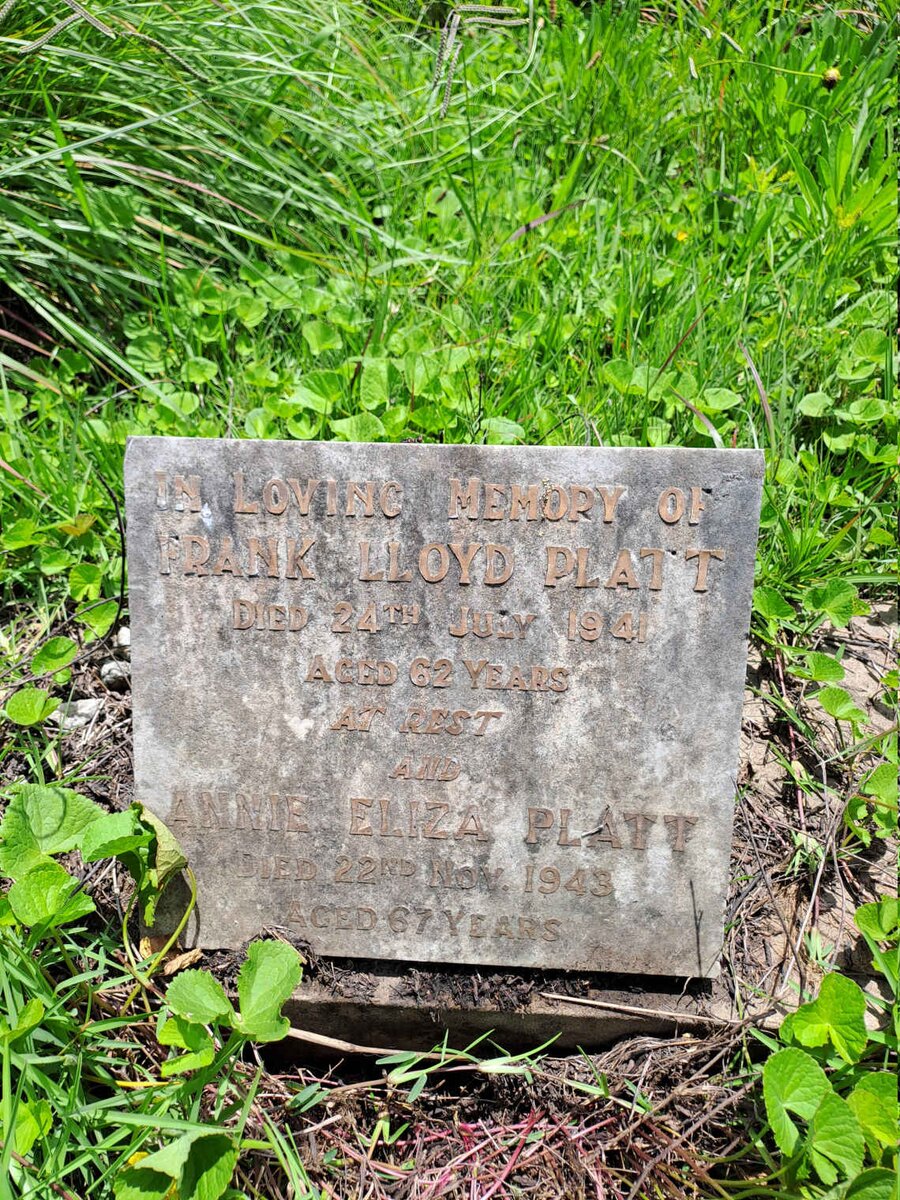 In Loving Memory of
FRANK LLOYD PLATT
Died 24th July 1941
Aged 62 Years
AT REST
AND
ANNIE ELIZA PLATT
Died 22nd Nov. 1943
Aged 67 Years